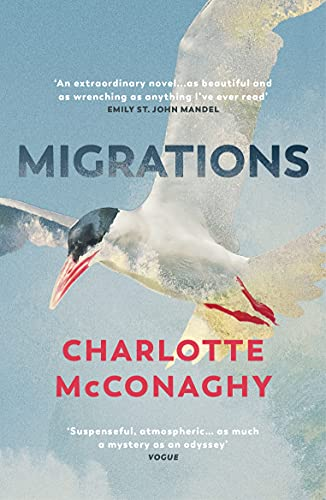 ‘An extraordinary novel...as beautiful and
as wrenching as anything I’ve ever read’
EMILY ST. JOHN MANDEL
MIGRATIONS
CHARLOTTE
McCONAGHY
‘Suspenseful, atmospheric... as much
a mystery as an odyssey’
VOGUE